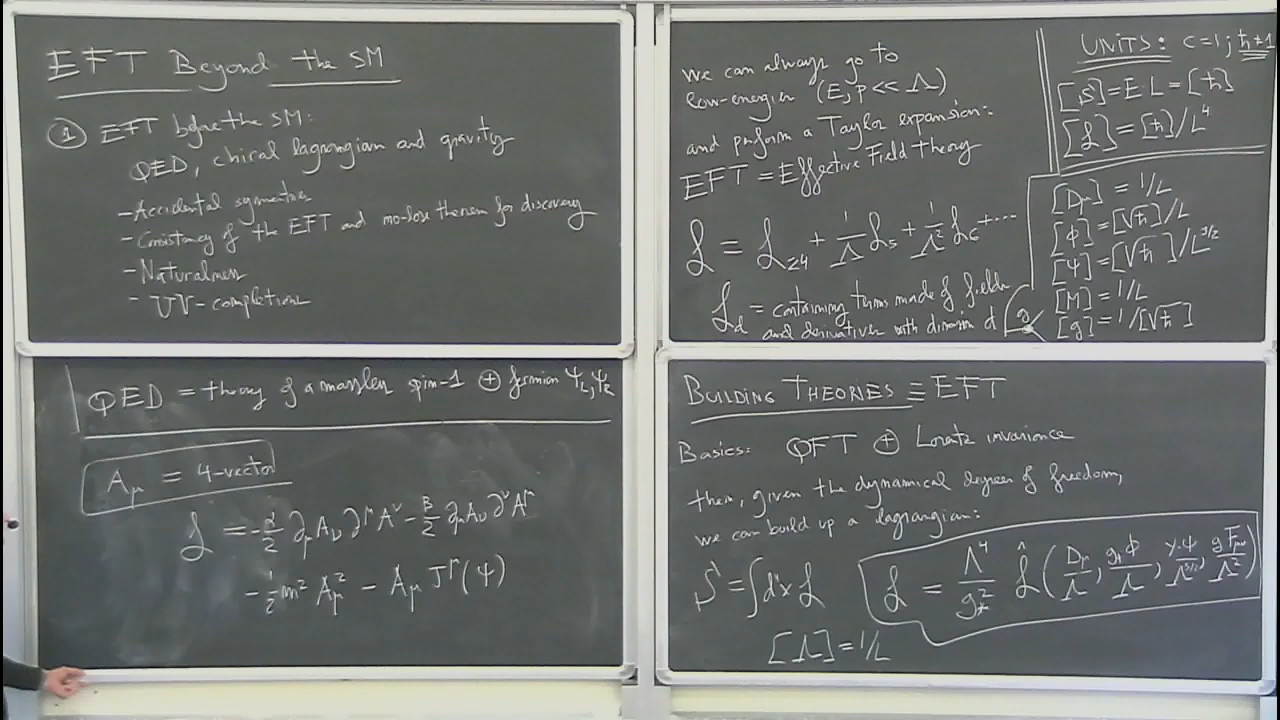 EFT Beyond the SM
① EFT before the SM:
QED, chiral lagrangian and gravity
- Accidental symmetries
- Consistency of the EFT and no-lose theorem for discovery
- Naturalness
- UV-completions
we can always go to
low-energies (E, p << Λ)
and perform a Taylor expansion:
EFT = Effective Field Theory
ℒ = ℒ≤4 + 1/Λ ℒ5 + 1/Λ² ℒ6 + ...
ℒd = containing terms made of fields
and derivatives with dimension d
UNITS: c=1; ħ≠1
[S] = E·L = [ħ]
[ℒ] = [ħ]/L⁴
[Dμ] = 1/L
[ϕ] = [√ħ]/L
[Ψ] = [√ħ]/L^3/2
[M] = 1/L
[g] = 1/[√ħ]
QED = theory of a massless spin-1 ⊕ fermion ΨL, ΨR
Aμ = 4-vector
ℒ = -α/2 ∂μAν ∂^μA^ν - β/2 ∂μAν ∂^νA^μ
- 1/2 m² Aμ² - Aμ J^μ(Ψ)
BUILDING THEORIES ≡ EFT
Basics: QFT ⊕ Lorentz invariance
then, given the dynamical degrees of freedom,
we can build up a lagrangian:
S = ∫d⁴x ℒ ℒ = Λ⁴/g*² ℒ̂(Dμ/Λ, g*ϕ/Λ, g*Ψ/Λ^3/2, gFμν/Λ²)
[Λ] = 1/L